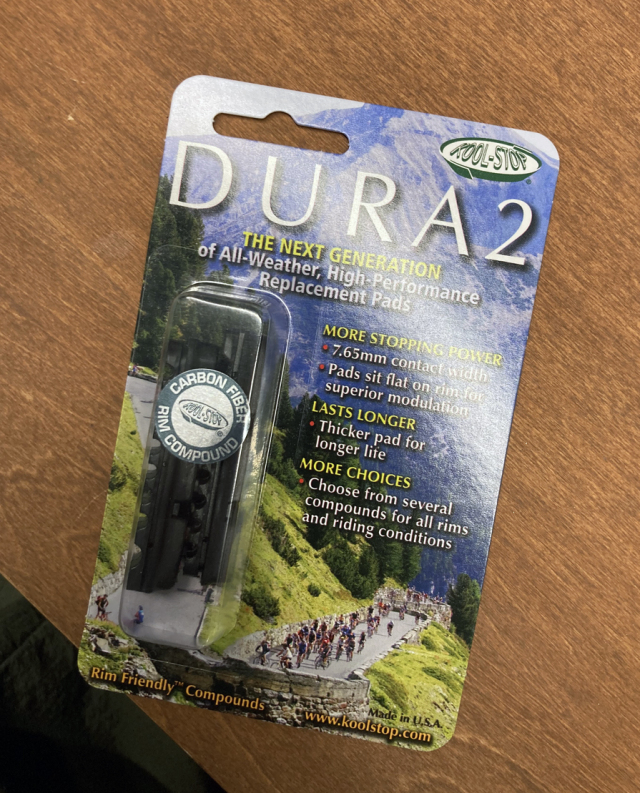 KOOL-STOP
DURA2
THE NEXT GENERATION
of All-Weather, High-Performance
Replacement Pads
MORE STOPPING POWER
• 7.65mm contact width
• Pads sit flat on rim for
superior modulation
LASTS LONGER
• Thicker pad for
longer life
MORE CHOICES
• Choose from several
compounds for all rims
and riding conditions
CARBON FIBER
KOOL-STOP
RIM COMPOUND
Rim Friendly™ Compounds
Made in U.S.A.
www.koolstop.com